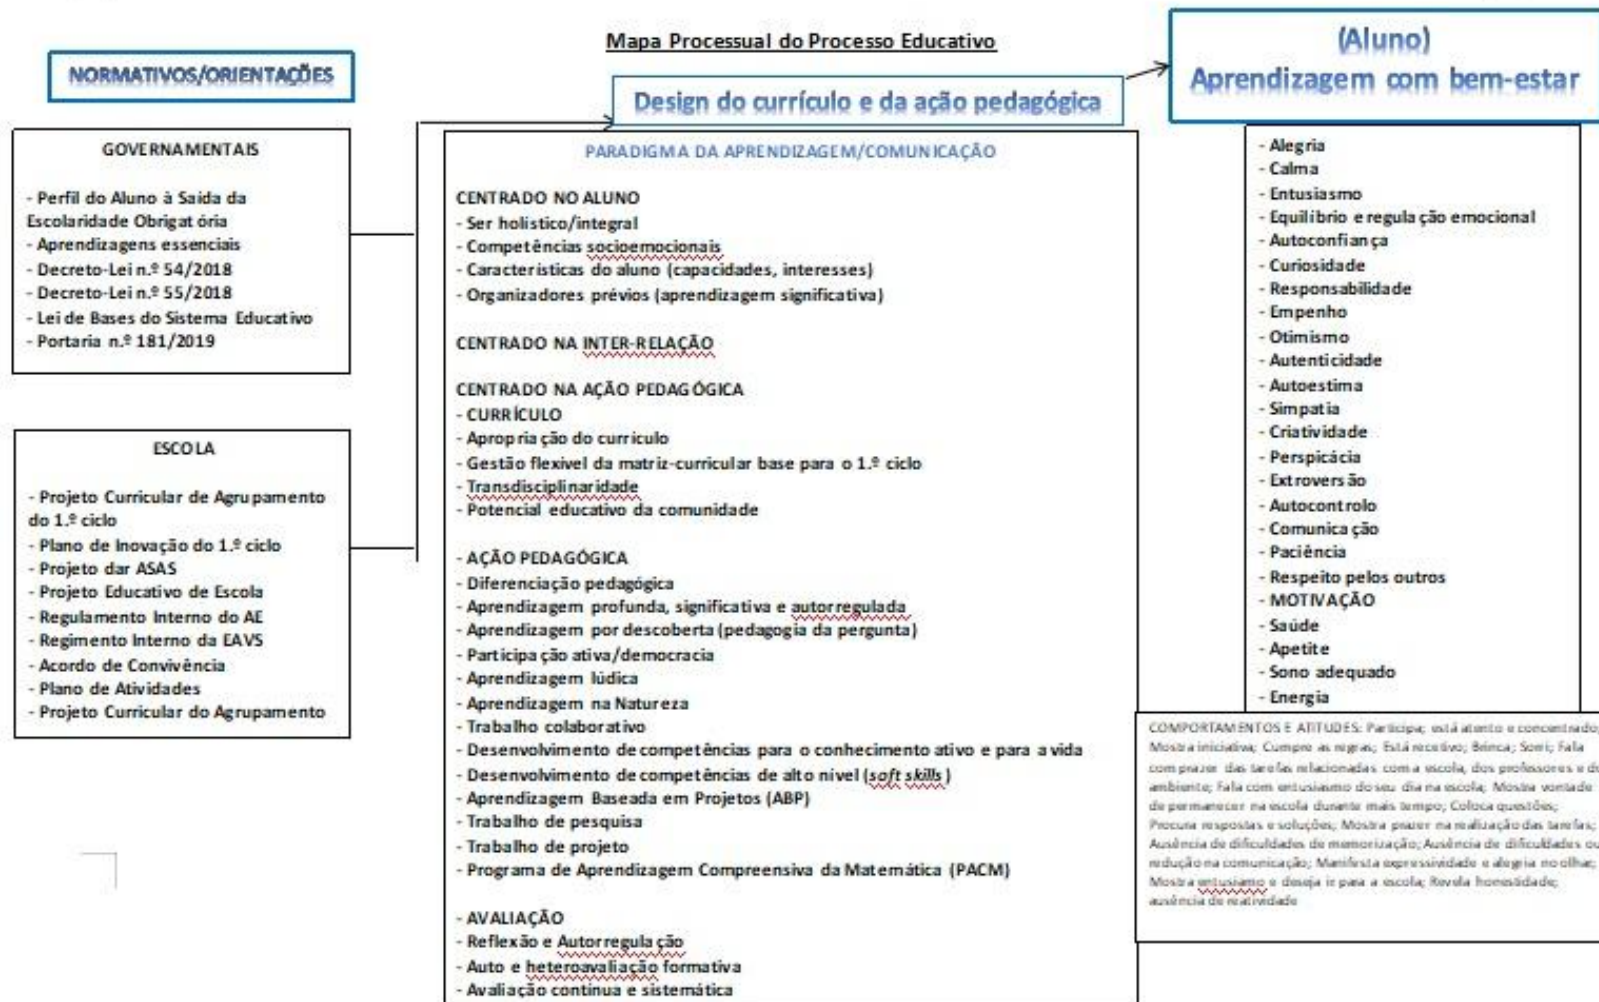 Mapa Processual do Processo Educativo
NORMATIVOS/ORIENTAÇÕES
GOVERNAMENTAIS
- Perfil do Aluno à Saída da
Escolaridade Obrigatória
- Aprendizagens essenciais
- Decreto-Lei n.º 54/2018
- Decreto-Lei n.º 55/2018
- Lei de Bases do Sistema Educativo
- Portaria n.º 181/2019
ESCOLA
- Projeto Curricular de Agrupamento
do 1.º ciclo
- Plano de Inovação do 1.º ciclo
- Projeto dar ASAS
- Projeto Educativo de Escola
- Regulamento Interno do AE
- Regimento Interno da EAVS
- Acordo de Convivência
- Plano de Atividades
- Projeto Curricular do Agrupamento
Design do currículo e da ação pedagógica
PARADIGMA DA APRENDIZAGEM/COMUNICAÇÃO
CENTRADO NO ALUNO
- Ser holístico/integral
- Competências socioemocionais
- Características do aluno (capacidades, interesses)
- Organizadores prévios (aprendizagem significativa)
CENTRADO NA INTER-RELAÇÃO
CENTRADO NA AÇÃO PEDAGÓGICA
- CURRÍCULO
- Apropriação do currículo
- Gestão flexível da matriz-curricular base para o 1.º ciclo
- Transdisciplinaridade
- Potencial educativo da comunidade
- AÇÃO PEDAGÓGICA
- Diferenciação pedagógica
- Aprendizagem profunda, significativa e autorregulada
- Aprendizagem por descoberta (pedagogia da pergunta)
- Participação ativa/democracia
- Aprendizagem lúdica
- Aprendizagem na Natureza
- Trabalho colaborativo
- Desenvolvimento de competências para o conhecimento ativo e para a vida
- Desenvolvimento de competências de alto nível (soft skills)
- Aprendizagem Baseada em Projetos (ABP)
- Trabalho de pesquisa
- Trabalho de projeto
- Programa de Aprendizagem Compreensiva da Matemática (PACM)
- AVALIAÇÃO
- Reflexão e Autorregulação
- Auto e heteroavaliação formativa
- Avaliação contínua e sistemática
(Aluno)
Aprendizagem com bem-estar
- Alegria
- Calma
- Entusiasmo
- Equilíbrio e regulação emocional
- Autoconfiança
- Curiosidade
- Responsabilidade
- Empenho
- Otimismo
- Autenticidade
- Autoestima
- Simpatia
- Criatividade
- Perspicácia
- Extroversão
- Autocontrolo
- Comunicação
- Paciência
- Respeito pelos outros
- MOTIVAÇÃO
- Saúde
- Apetite
- Sono adequado
- Energia
COMPORTAMENTOS E ATITUDES: Participa; está atento e concentrado;
Mostra iniciativa; Cumpre as regras; Está recetivo; Brinca; Sorri; Fala
com prazer das tarefas relacionadas com a escola, dos professores e do
ambiente; Fala com entusiasmo do seu dia na escola; Mostra vontade
de permanecer na escola durante mais tempo; Coloca questões;
Procura respostas e soluções; Mostra prazer na realização das tarefas;
Ausência de dificuldades de memorização; Ausência de dificuldades ou
redução na comunicação; Manifesta expressividade e alegria no olhar;
Mostra entusiamo e deseja ir para a escola; Revela honestidade;
ausência de reatividade